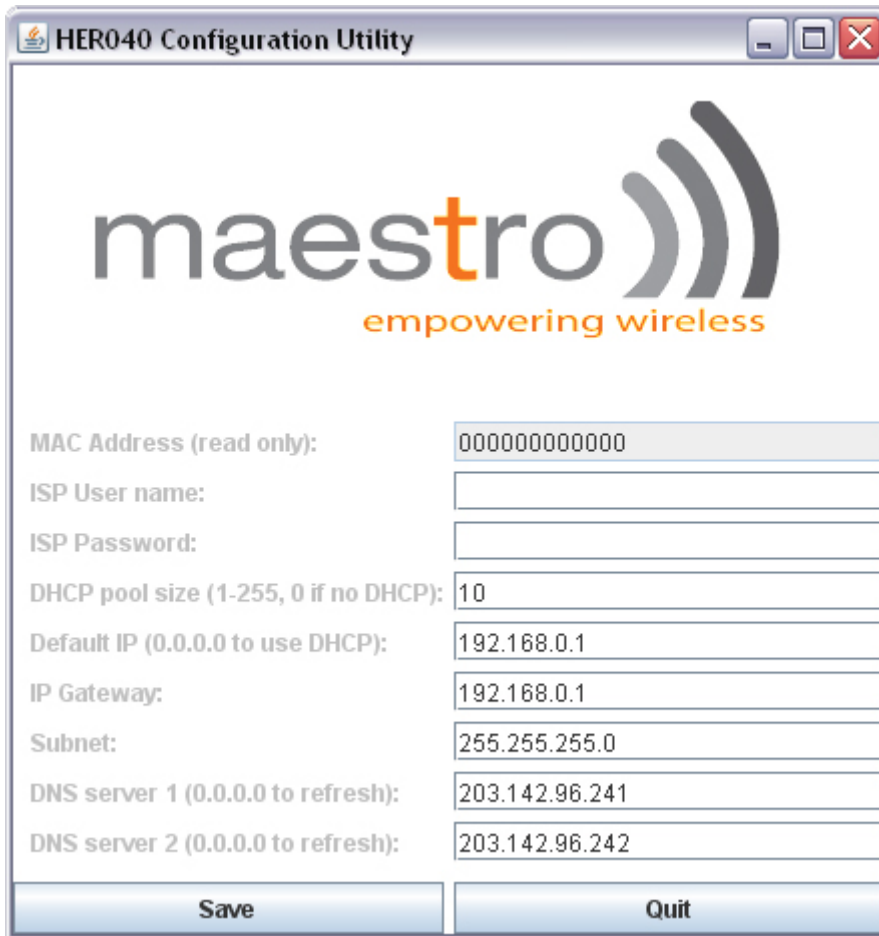 HER040 Configuration Utility
maestro
empowering wireless
MAC Address (read only): 000000000000
ISP User name:
ISP Password:
DHCP pool size (1-255, 0 if no DHCP): 10
Default IP (0.0.0.0 to use DHCP): 192.168.0.1
IP Gateway: 192.168.0.1
Subnet: 255.255.255.0
DNS server 1 (0.0.0.0 to refresh): 203.142.96.241
DNS server 2 (0.0.0.0 to refresh): 203.142.96.242
Save Quit